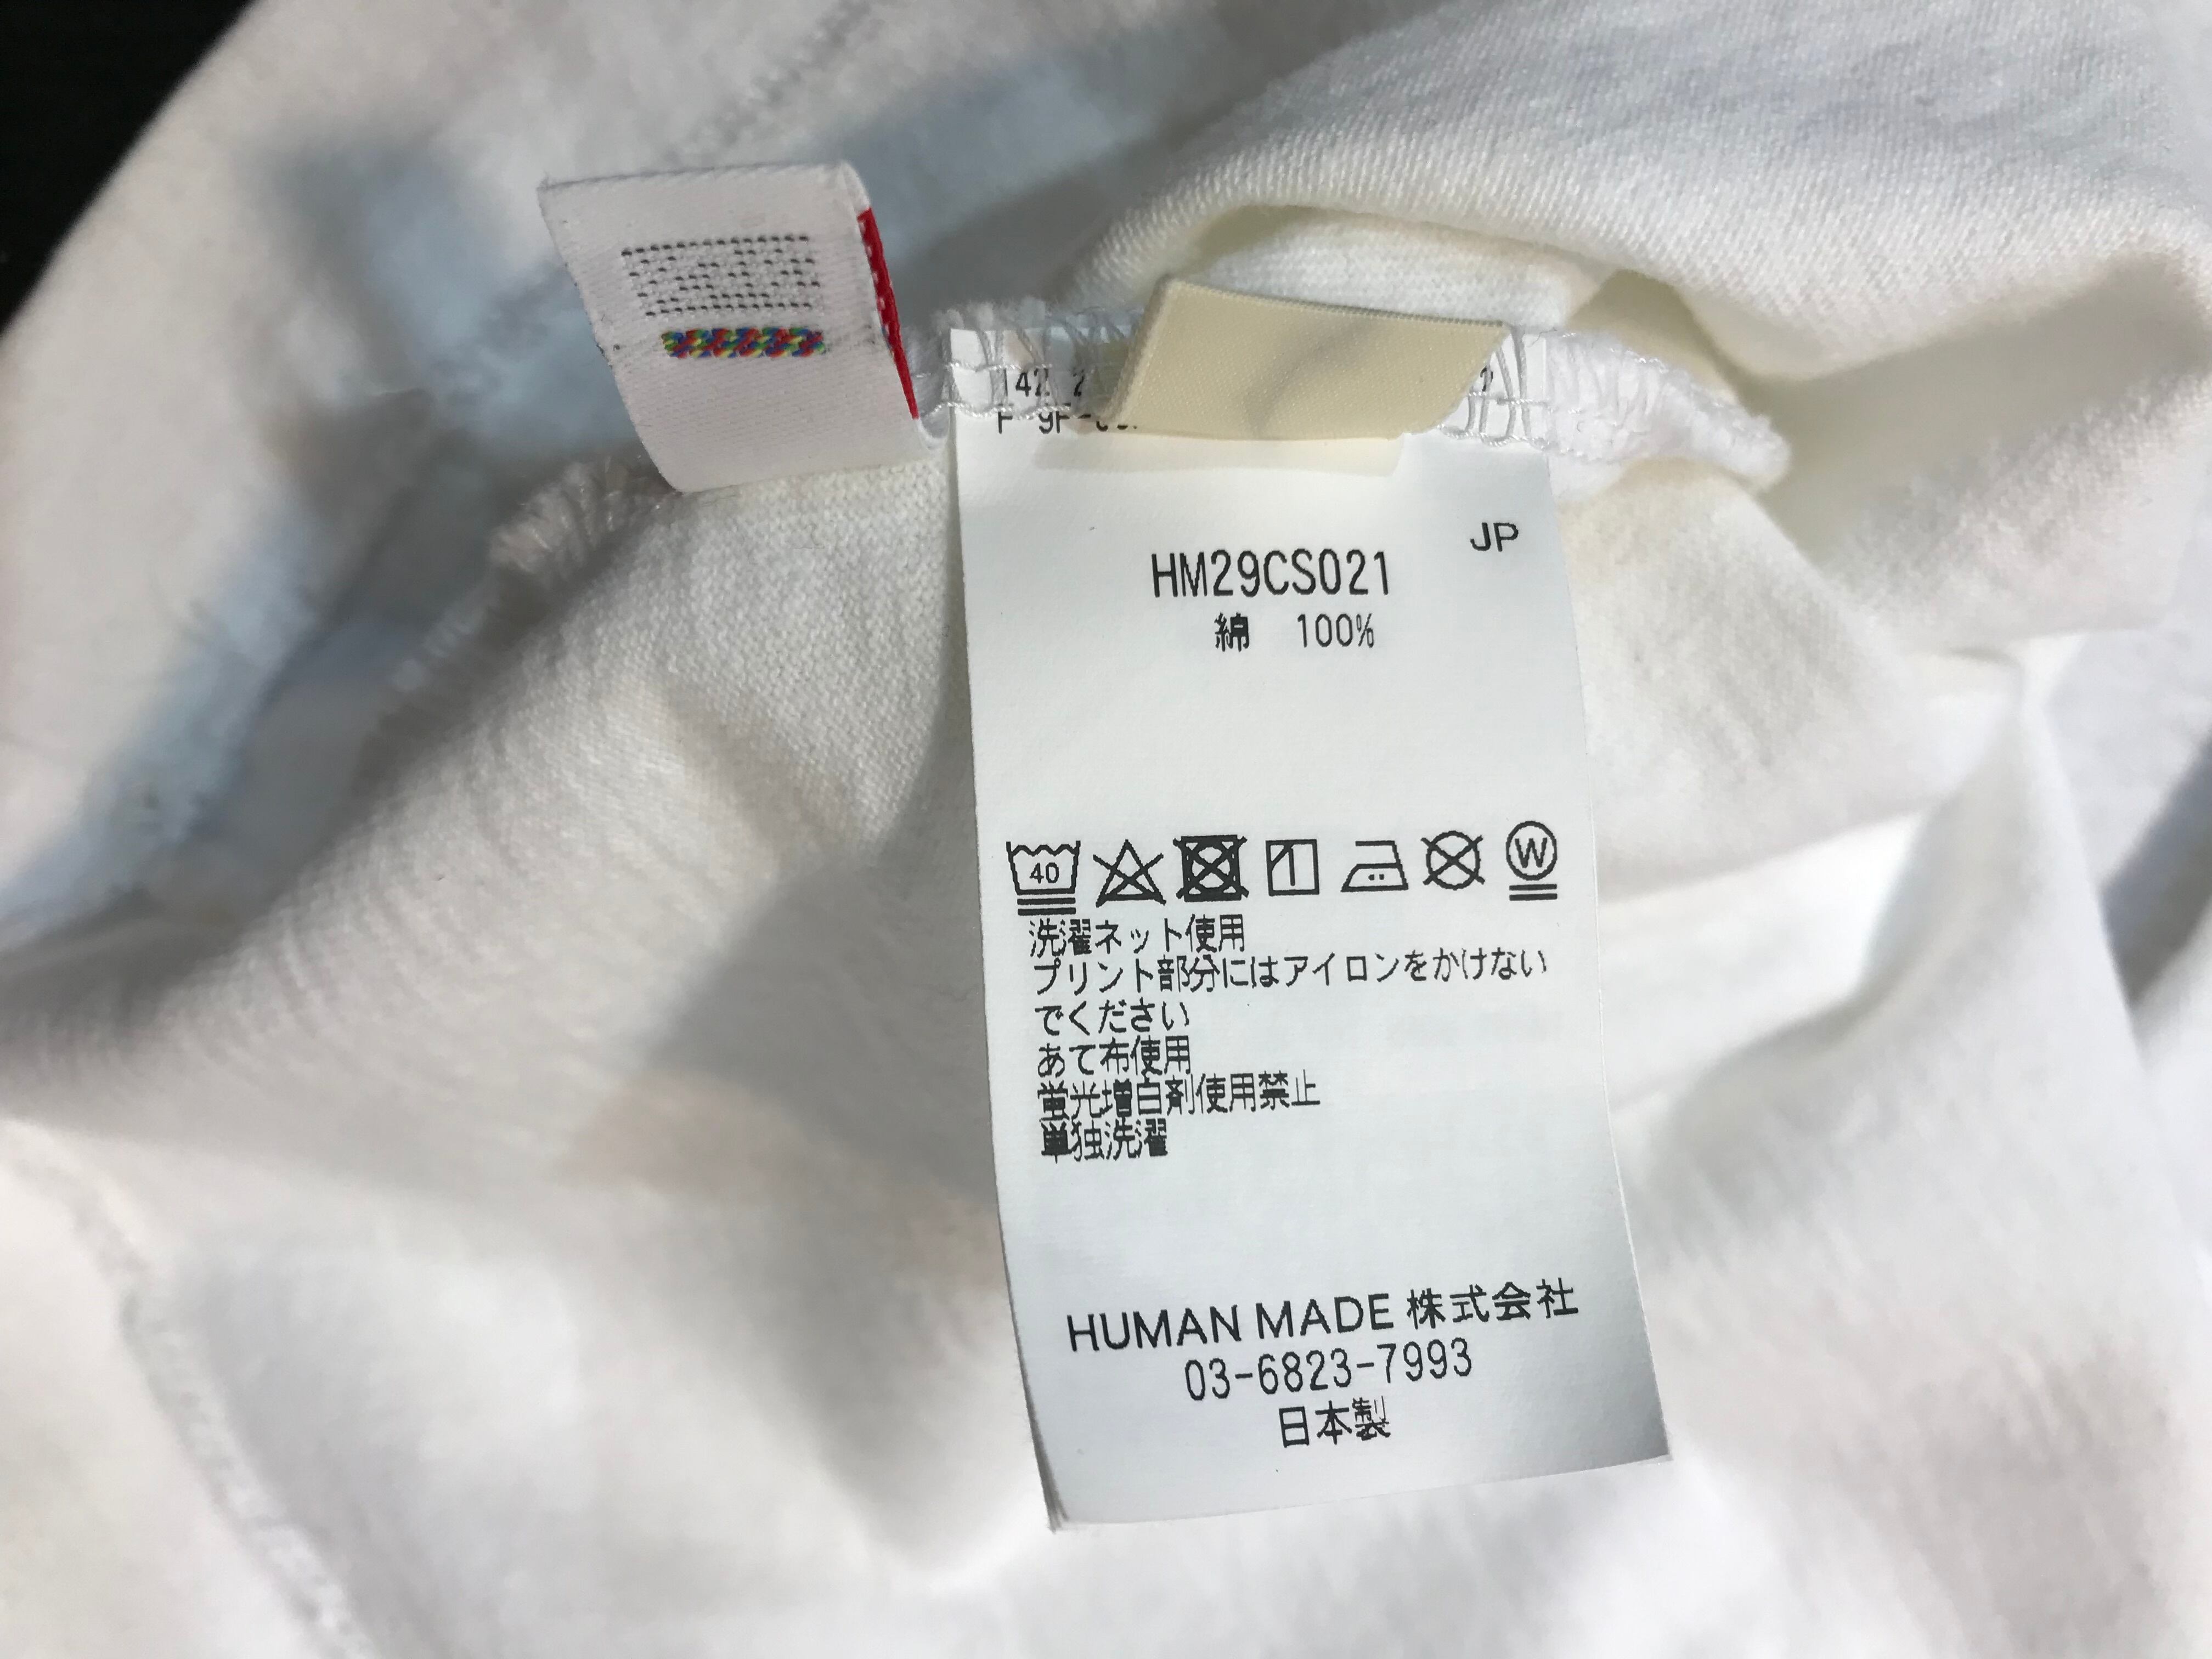 JP
HM29CS021
綿 100%
40
W
洗濯ネット使用
プリント部分にはアイロンをかけない
でください
あて布使用
蛍光増白剤使用禁止
単独洗濯
HUMAN MADE 株式会社
03-6823-7993
日本製